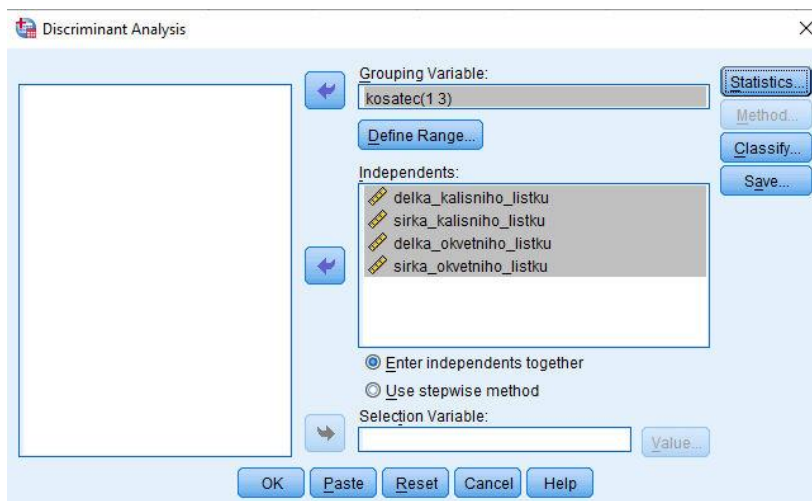 Discriminant Analysis
Grouping Variable:
kosatec(1 3)
Define Range...
Independents:
delka_kalisniho_listku
sirka_kalisniho_listku
delka_okvetniho_listku
sirka_okvetniho_listku
Enter independents together
Use stepwise method
Selection Variable:
Value...
Statistics...
Method...
Classify...
Save...
OK
Paste
Reset
Cancel
Help